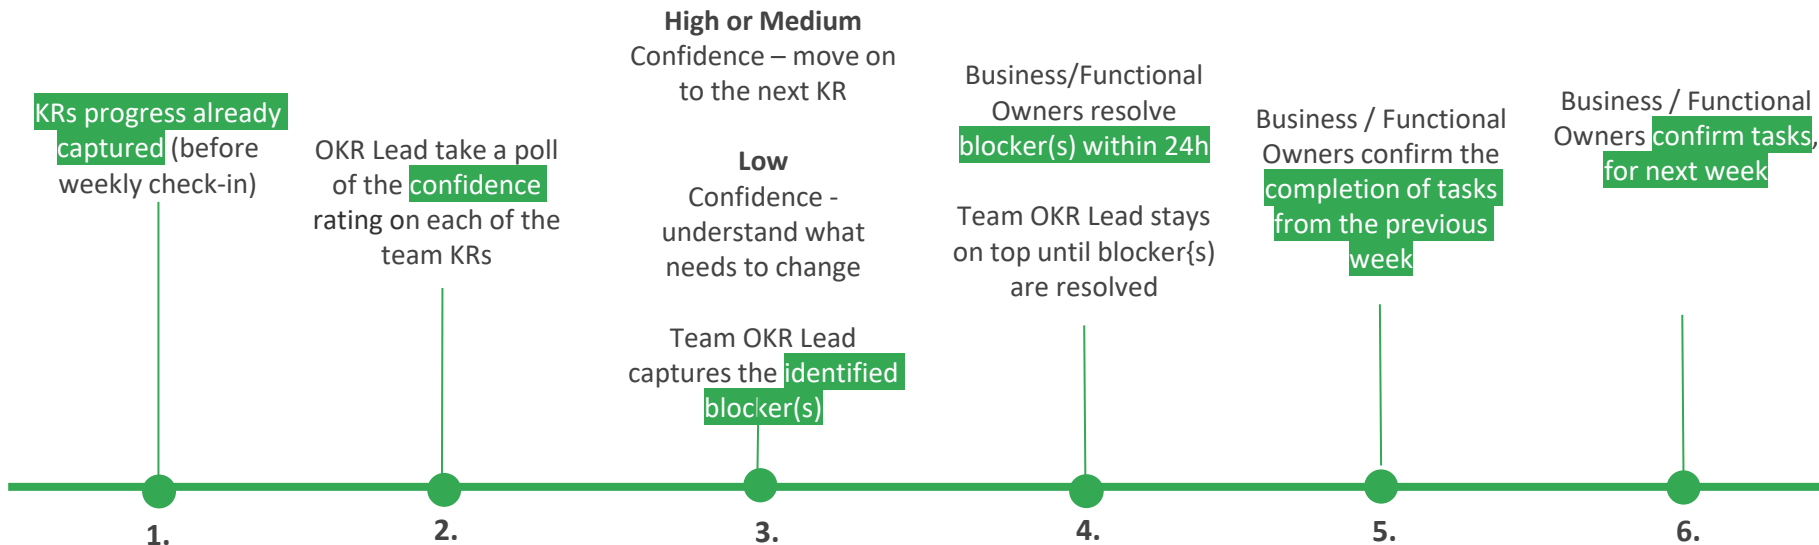 KRs progress already
captured (before
weekly check-in)
1.
OKR Lead take a poll
of the confidence
rating on each of the
team KRs
2.
High or Medium
Confidence – move on
to the next KR
Low
Confidence -
understand what
needs to change
Team OKR Lead
captures the identified
blocker(s)
3.
Business/Functional
Owners resolve
blocker(s) within 24h
Team OKR Lead stays
on top until blocker{s)
are resolved
4.
Business / Functional
Owners confirm the
completion of tasks
from the previous
week
5.
Business / Functional
Owners confirm tasks,
for next week
6.